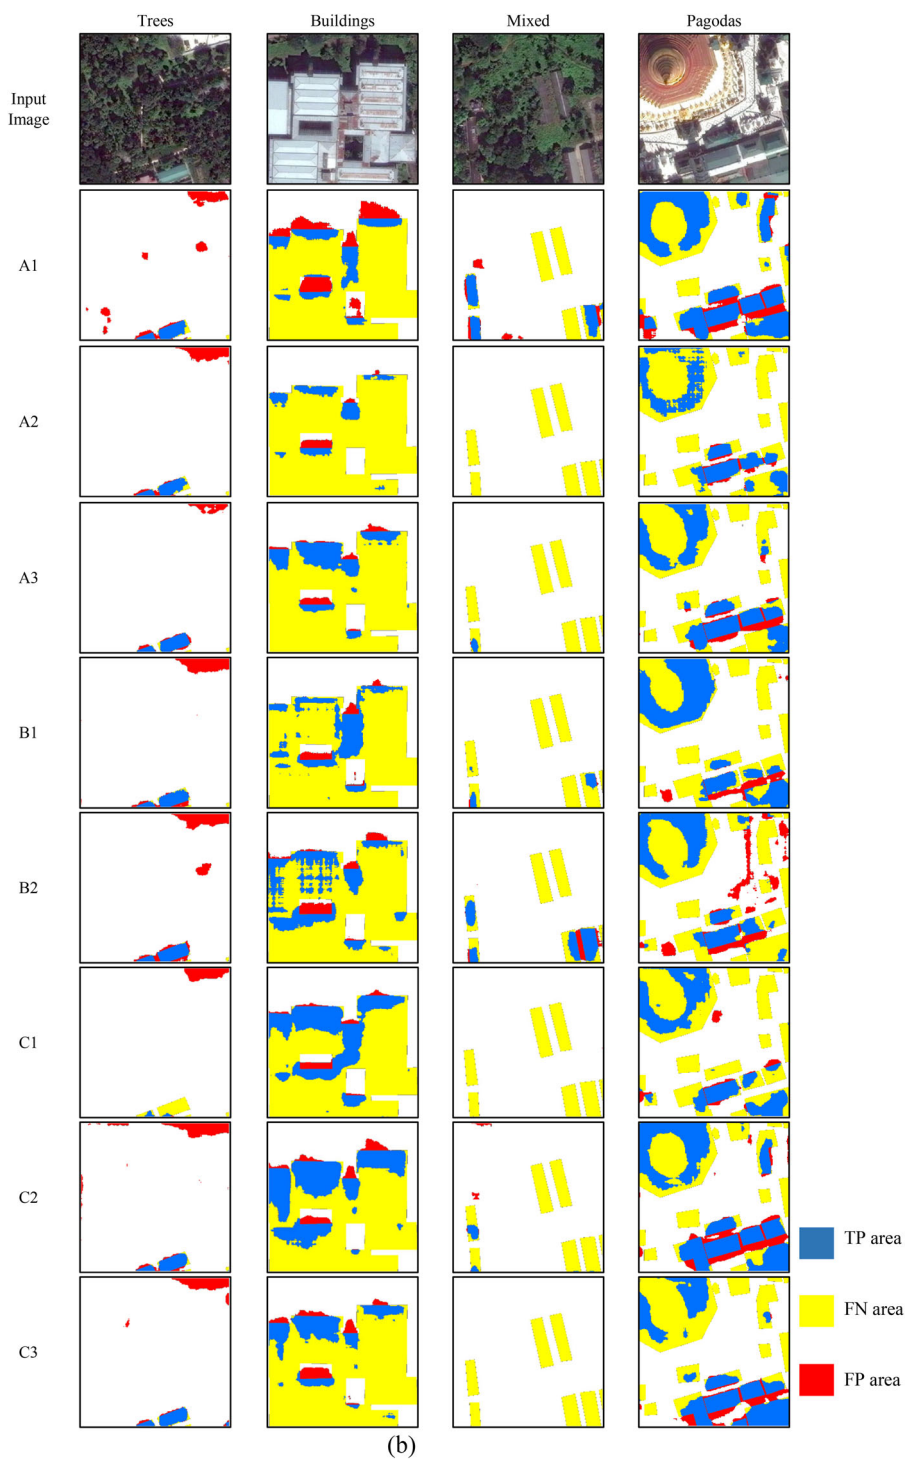 Trees Buildings Mixed Pagodas
Input
Image
A1
A2
A3
B1
B2
C1
C2
TP area
FN area
C3
FP area
(b)